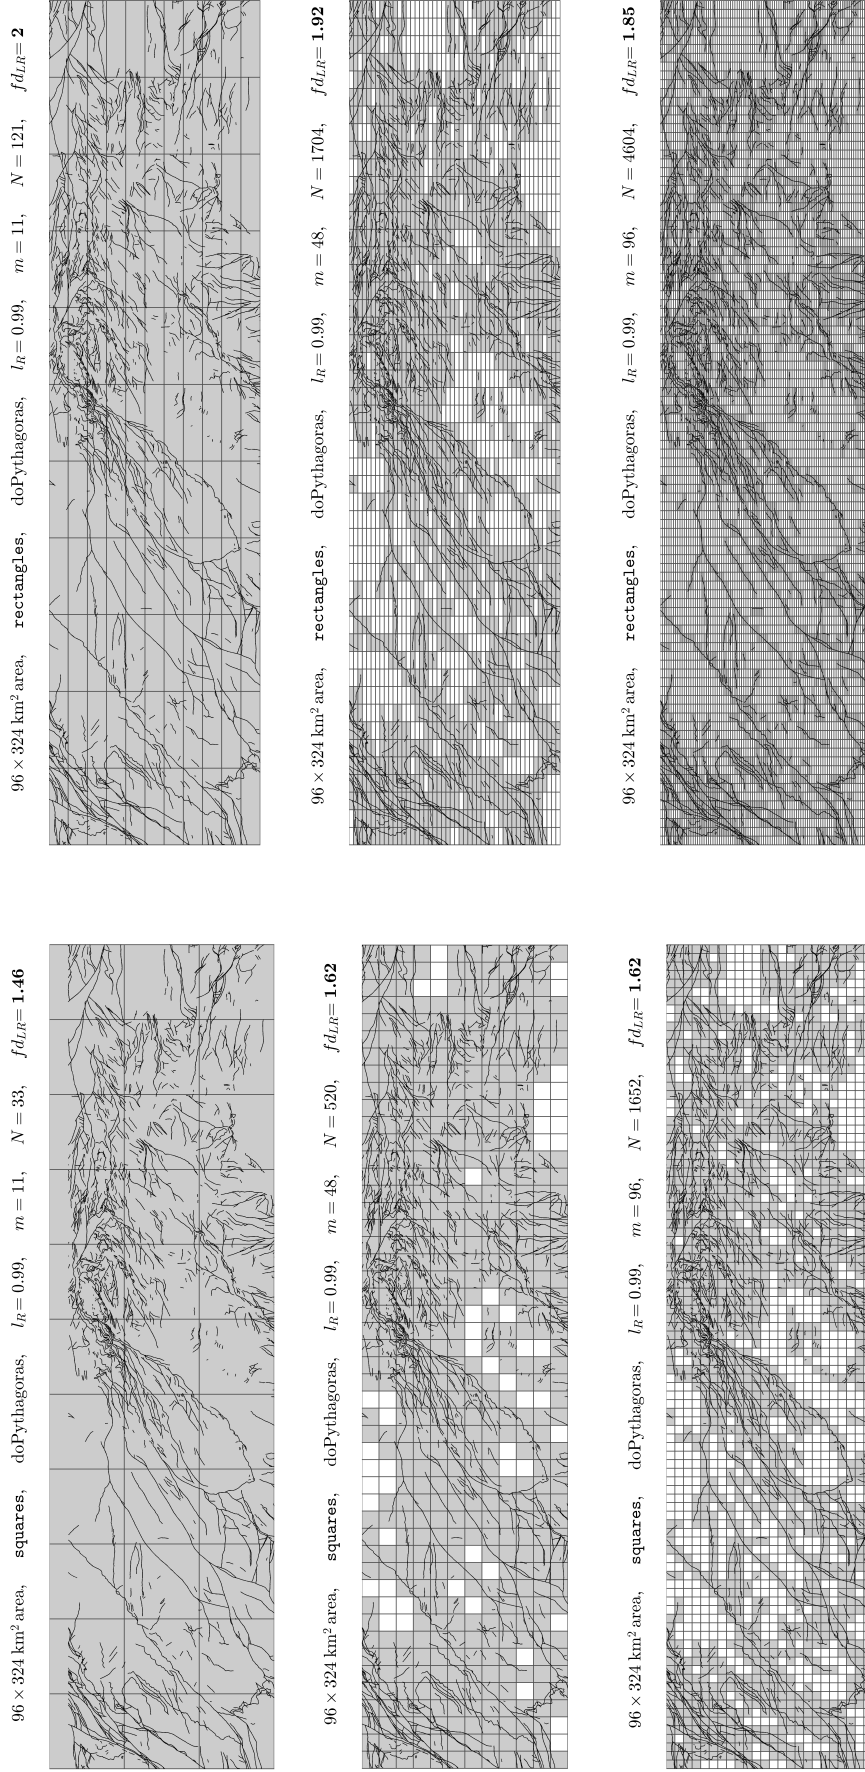 96 × 324 km² area, squares, doPythagoras, l_R = 0.99, m = 11, N = 33, fd_LR = 1.46
96 × 324 km² area, squares, doPythagoras, l_R = 0.99, m = 48, N = 520, fd_LR = 1.62
96 × 324 km² area, squares, doPythagoras, l_R = 0.99, m = 96, N = 1652, fd_LR = 1.62
96 × 324 km² area, rectangles, doPythagoras, l_R = 0.99, m = 11, N = 121, fd_LR = 2
96 × 324 km² area, rectangles, doPythagoras, l_R = 0.99, m = 48, N = 1704, fd_LR = 1.92
96 × 324 km² area, rectangles, doPythagoras, l_R = 0.99, m = 96, N = 4604, fd_LR = 1.85